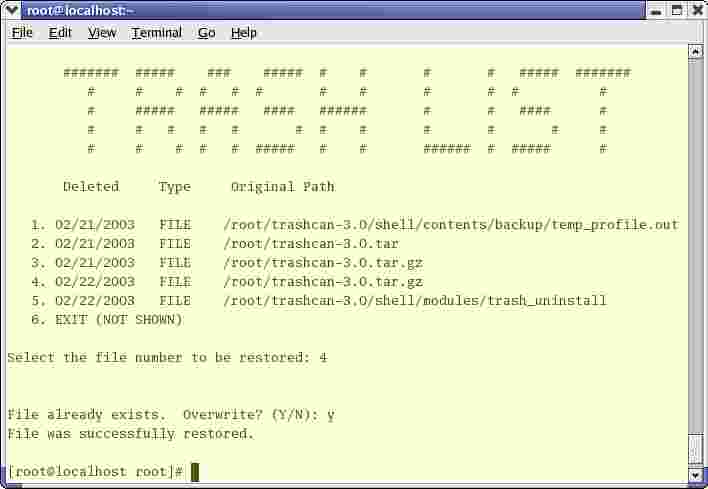 root@localhost:~
File Edit View Terminal Go Help
TRASH LIST
Deleted Type Original Path
1. 02/21/2003 FILE /root/trashcan-3.0/shell/contents/backup/temp_profile.out
2. 02/21/2003 FILE /root/trashcan-3.0.tar
3. 02/21/2003 FILE /root/trashcan-3.0.tar.gz
4. 02/22/2003 FILE /root/trashcan-3.0.tar.gz
5. 02/22/2003 FILE /root/trashcan-3.0/shell/modules/trash_uninstall
6. EXIT (NOT SHOWN)
Select the file number to be restored: 4
File already exists.  Overwrite? (Y/N): y
File was successfully restored.
[root@localhost root]#